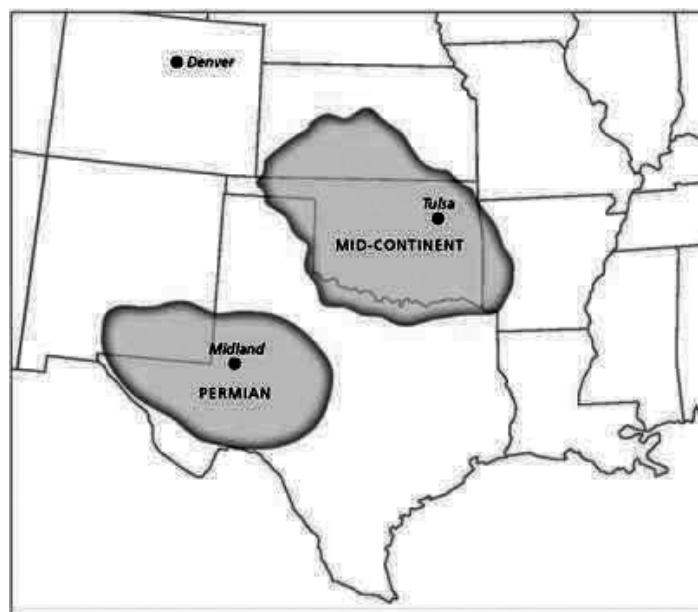 Denver
Tulsa
MID-CONTINENT
Midland
PERMIAN